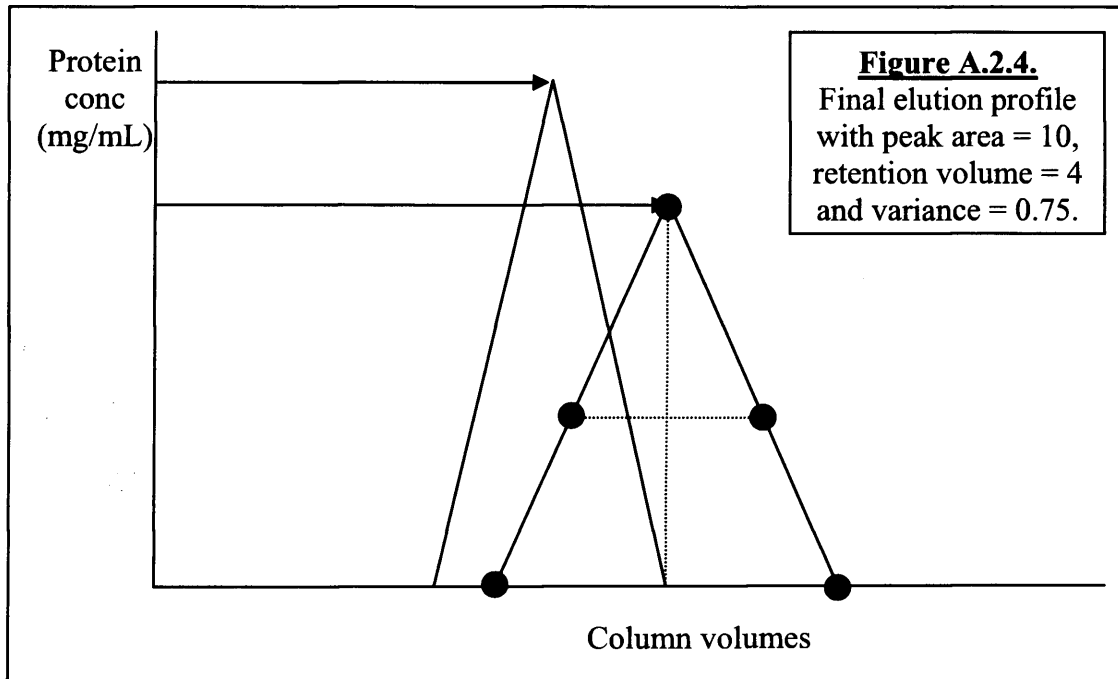 Protein
conc
(mg/mL)
Figure A.2.4.
Final elution profile
with peak area = 10,
retention volume = 4
and variance = 0.75.
Column volumes